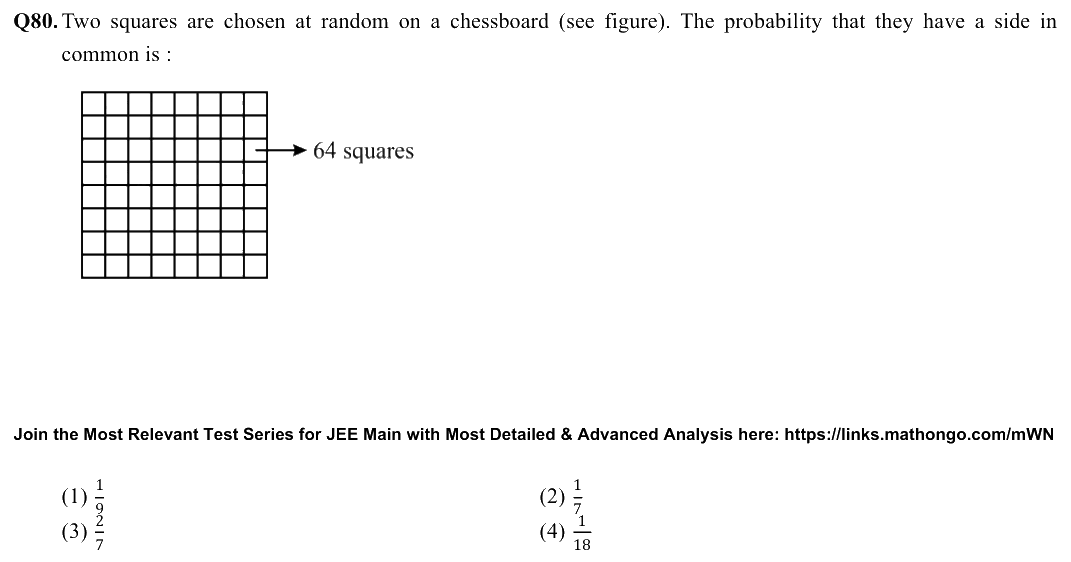 Q80. Two squares are chosen at random on a chessboard (see figure). The probability that they have a side in
common is :
64 squares
Join the Most Relevant Test Series for JEE Main with Most Detailed & Advanced Analysis here: https://links.mathongo.com/mWN
(1) 1/9 (2) 1/7
(3) 2/7 (4) 1/18